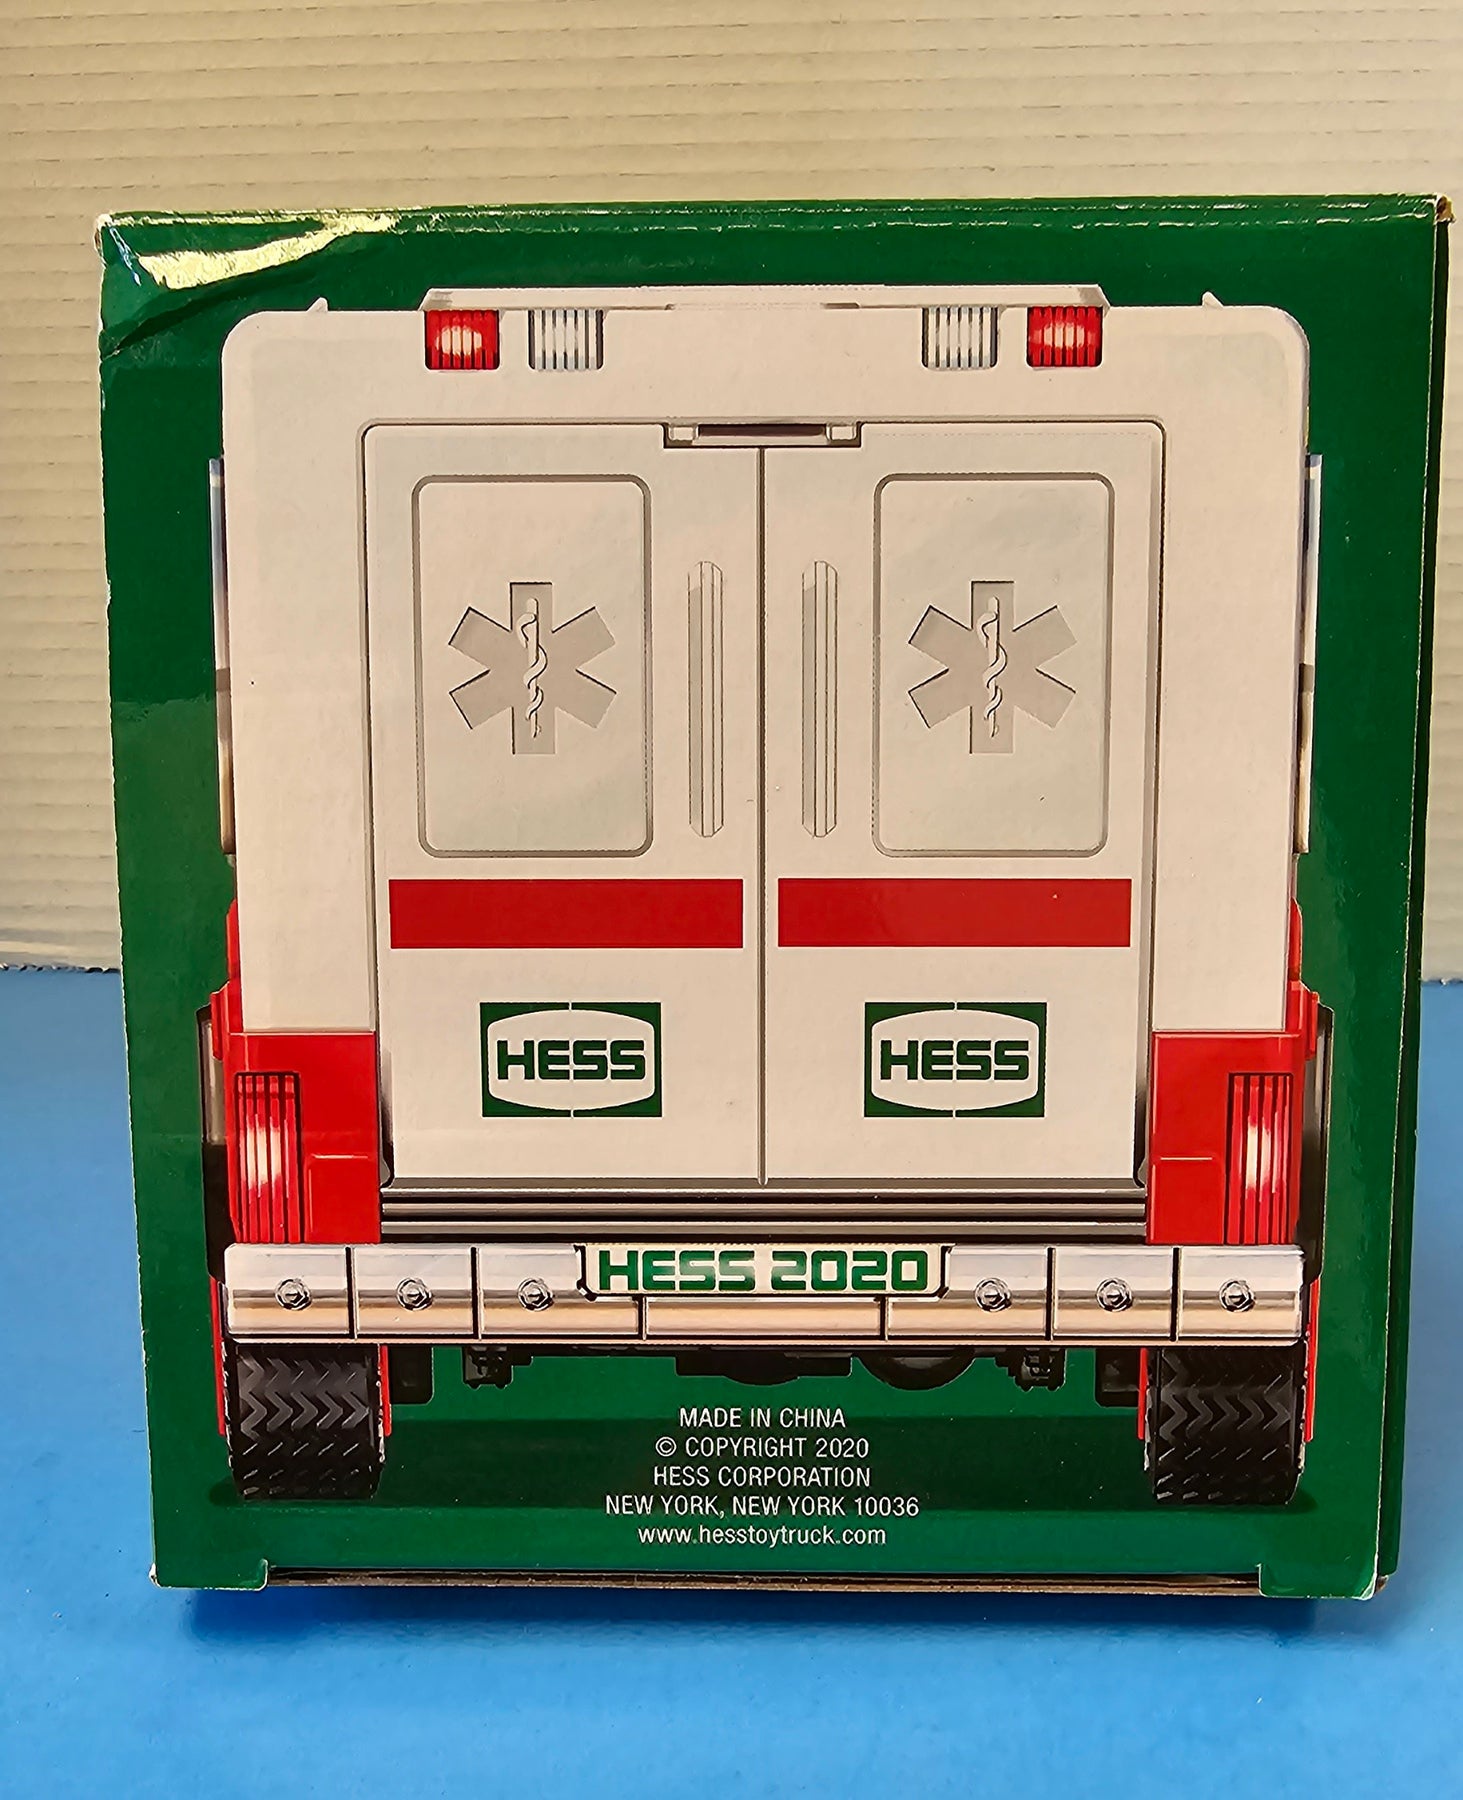 HESS HESS
HESS 2020
MADE IN CHINA
© COPYRIGHT 2020
HESS CORPORATION
NEW YORK, NEW YORK 10036
www.hesstoytruck.com